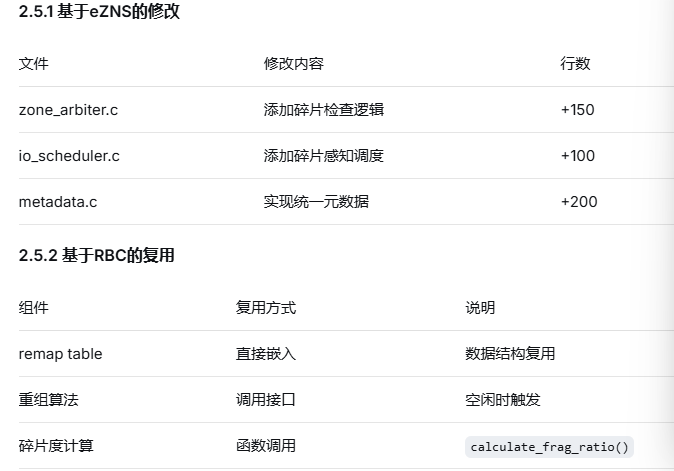 2.5.1 基于eZNS的修改
文件 修改内容 行数
zone_arbiter.c 添加碎片检查逻辑 +150
io_scheduler.c 添加碎片感知调度 +100
metadata.c 实现统一元数据 +200
2.5.2 基于RBC的复用
组件 复用方式 说明
remap table 直接嵌入 数据结构复用
重组算法 调用接口 空闲时触发
碎片度计算 函数调用 calculate_frag_ratio()